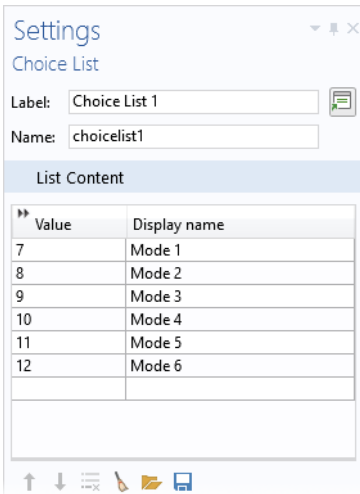 Settings
Choice List
Label: Choice List 1
Name: choicelist1
List Content
Value Display name
7 Mode 1
8 Mode 2
9 Mode 3
10 Mode 4
11 Mode 5
12 Mode 6